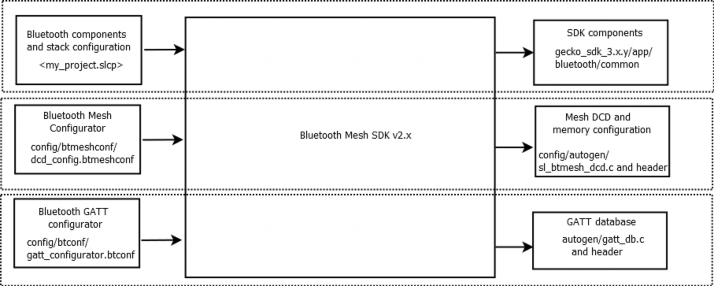 Bluetooth components
and stack configuration
<my_project.slcp>
SDK components
gecko_sdk_3.x.y/app/
bluetooth/common
Bluetooth Mesh
Configurator
config/btmeshconf/
dcd_config.btmeshconf
Bluetooth Mesh SDK v2.x
Mesh DCD and
memory configuration
config/autogen/
sl_btmesh_dcd.c and header
Bluetooth GATT
configurator
config/btconf/
gatt_configurator.btconf
GATT database
autogen/gatt_db.c
and header